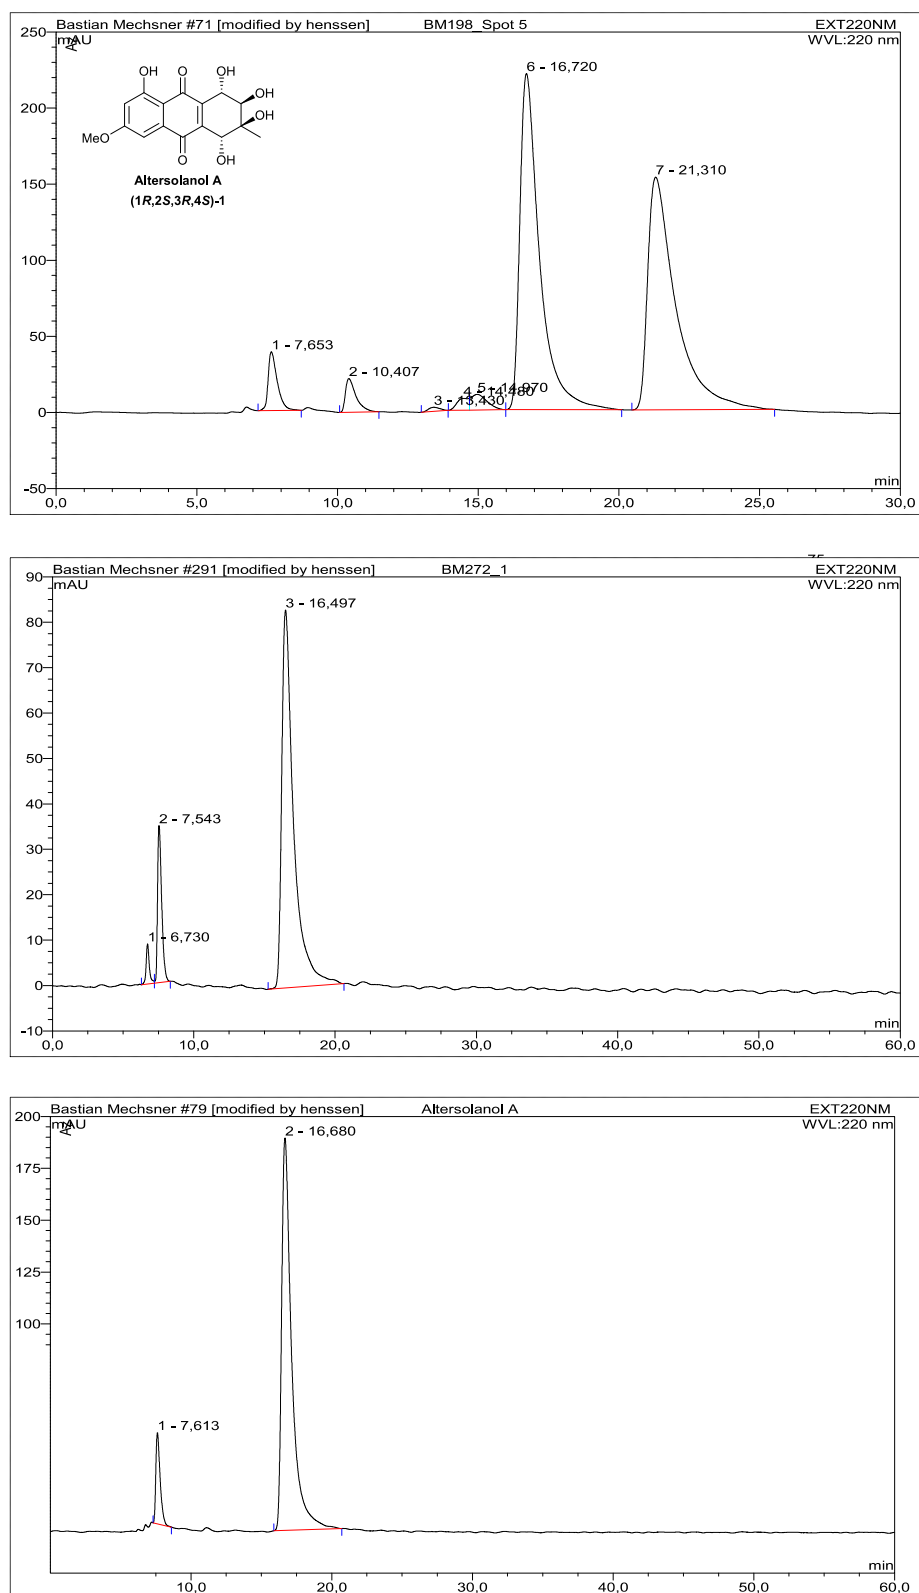 Bastian Mechsner #71 [modified by henssen] BM198_Spot 5 EXT220NM
mAU WVL:220 nm
250
200
150
100
50
0
-50
OH O OH
OH
OH
MeO
O OH
Altersolanol A
(1R,2S,3R,4S)-1
1 - 7,653
2 - 10,407
3 - 13,430
4 - 14,480
5 - 14,970
6 - 16,720
7 - 21,310
min
0,0 5,0 10,0 15,0 20,0 25,0 30,0
Bastian Mechsner #291 [modified by henssen] BM272_1 EXT220NM
mAU WVL:220 nm
90
80
70
60
50
40
30
20
10
0
-10
1 - 6,730
2 - 7,543
3 - 16,497
min
0,0 10,0 20,0 30,0 40,0 50,0 60,0
Bastian Mechsner #79 [modified by henssen] Altersolanol A EXT220NM
mAU WVL:220 nm
200
175
150
125
100
1 - 7,613
2 - 16,680
min
10,0 20,0 30,0 40,0 50,0 60,0